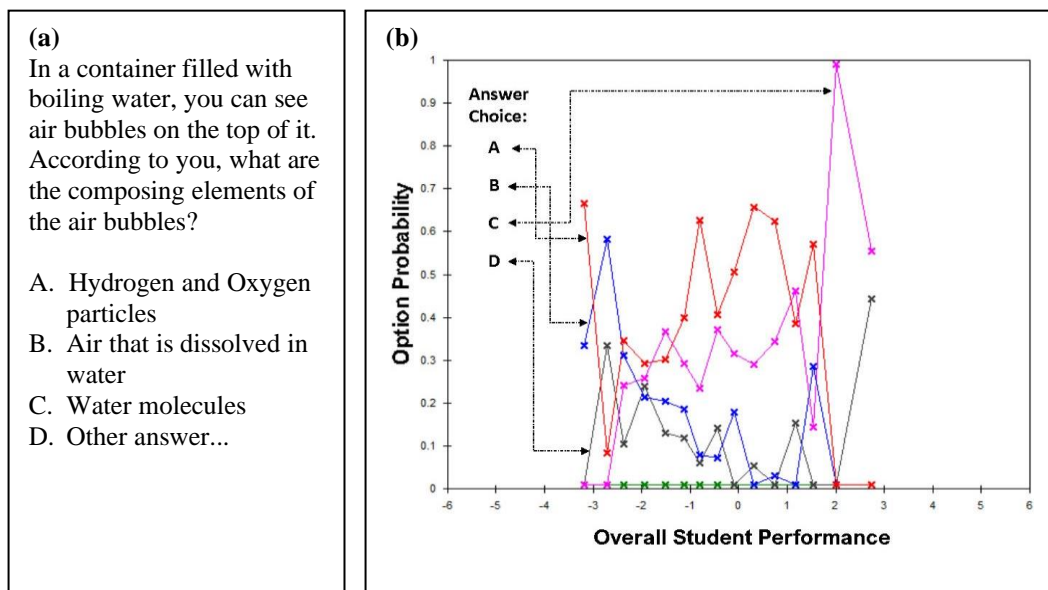 (a)
In a container filled with
boiling water, you can see
air bubbles on the top of it.
According to you, what are
the composing elements of
the air bubbles?
A. Hydrogen and Oxygen
particles
B. Air that is dissolved in
water
C. Water molecules
D. Other answer...
(b)
Answer
Choice:
A
B
C
D
Option Probability
1
0.9
0.8
0.7
0.6
0.5
0.4
0.3
0.2
0.1
0
-6
-5
-4
-3
-2
-1
0
1
2
3
4
5
6
Overall Student Performance